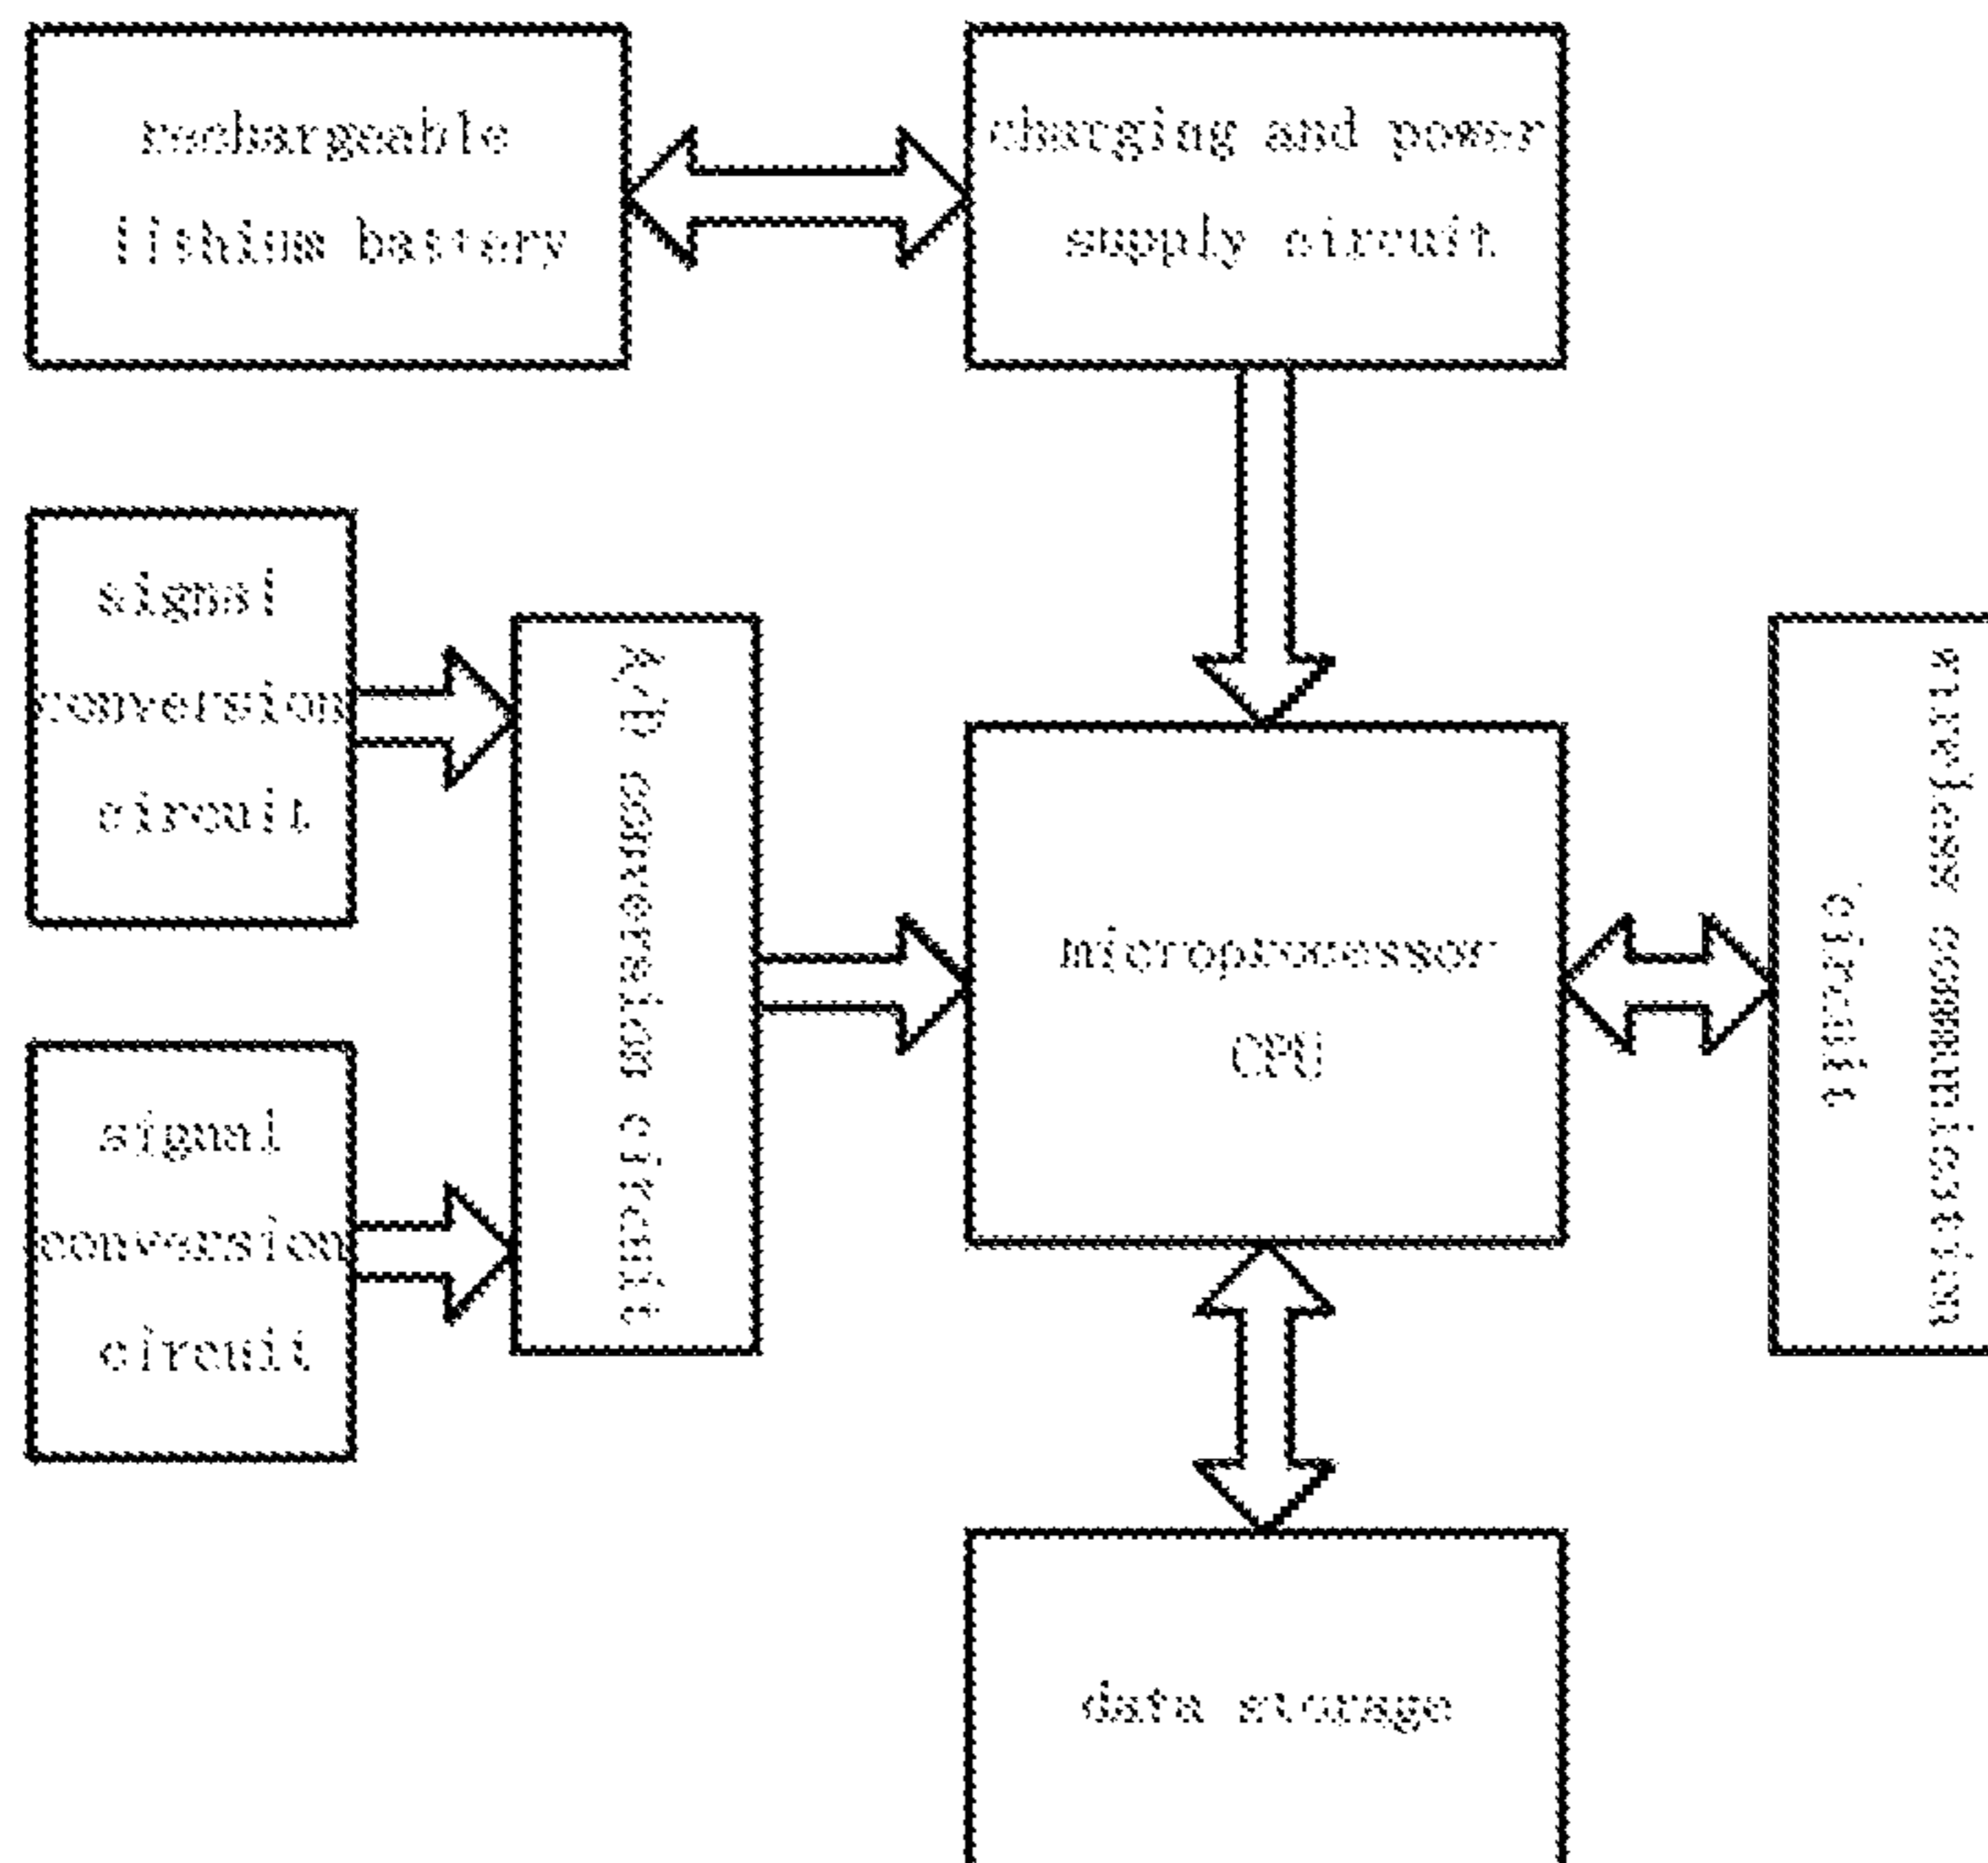 rechargeable
lithium battery
charging and power
supply circuit
signal
conversion
circuit
A/D conversion circuit
microprocessor
CPU
wireless communication
circuit
signal
conversion
circuit
data storage